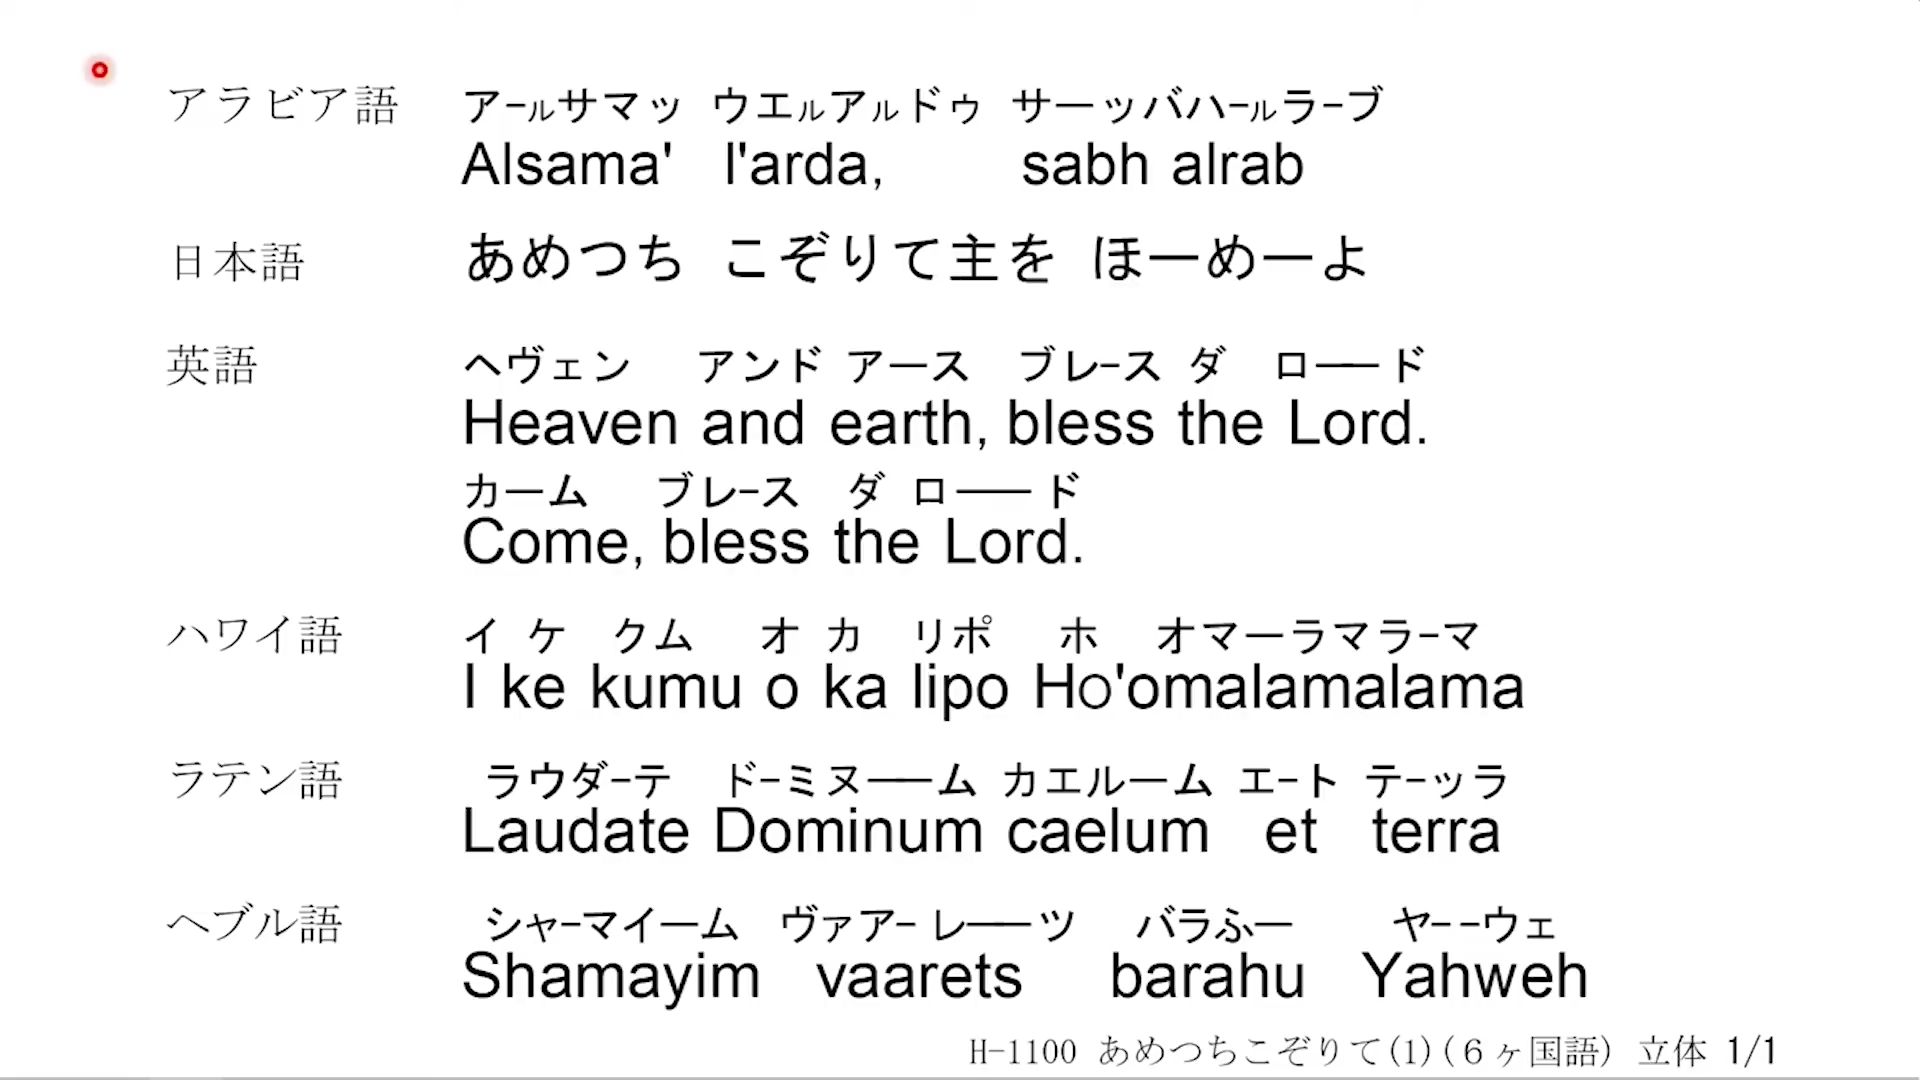 アラビア語 アールサマッ ウエルアルドゥ サーッバハールラーブ
Alsama' l'arda, sabh alrab
日本語 あめつち こぞりて主を ほーめーよ
英語 ヘヴェン アンド アース ブレース ダ ロ――ド
Heaven and earth, bless the Lord.
カーム ブレース ダ ロ――ド
Come, bless the Lord.
ハワイ語 イ ケ クム オ カ リポ ホ オマーラマラーマ
I ke kumu o ka lipo Ho'omalamalama
ラテン語 ラウダーテ ドーミヌ――ム カエルーム エート テーッラ
Laudate Dominum caelum et terra
ヘブル語 シャーマイーム ヴァアー レ――ツ バラふー ヤーーウェ
Shamayim vaarets barahu Yahweh
H-1100 あめつちこぞりて(1)(６ヶ国語) 立体 1/1